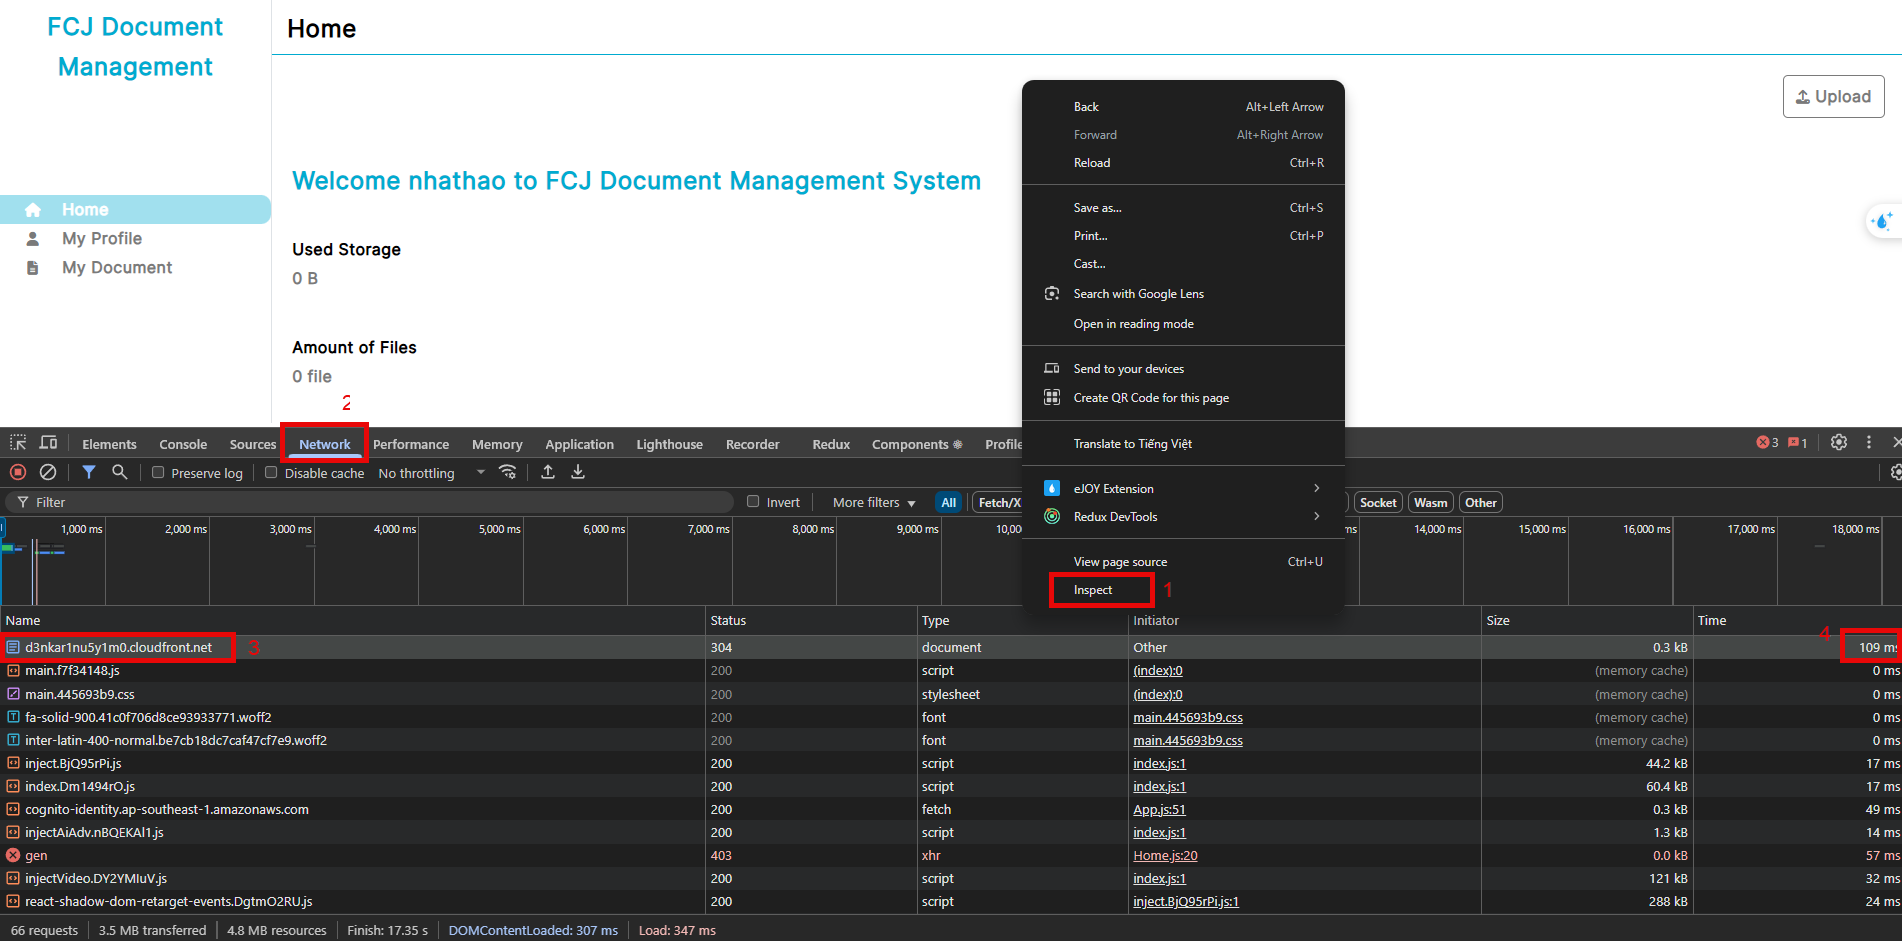 FCJ Document
Management
Home
Upload
Welcome nhathao to FCJ Document Management System
Home
My Profile
My Document
Used Storage
0 B
Amount of Files
0 file
2
Back Alt+Left Arrow
Forward Alt+Right Arrow
Reload Ctrl+R
Save as... Ctrl+S
Print... Ctrl+P
Cast...
Search with Google Lens
Open in reading mode
Send to your devices
Create QR Code for this page
Translate to Tiếng Việt
eJOY Extension
Redux DevTools
View page source Ctrl+U
Inspect 1
Elements Console Sources Network Performance Memory Application Lighthouse Recorder Redux Components Profile 3 1
Preserve log Disable cache No throttling
Filter Invert More filters All Fetch/X Socket Wasm Other
1,000 ms 2,000 ms 3,000 ms 4,000 ms 5,000 ms 6,000 ms 7,000 ms 8,000 ms 9,000 ms 10,00 ms 14,000 ms 15,000 ms 16,000 ms 17,000 ms 18,000 ms
Name Status Type Initiator Size Time
d3nkar1nu5y1m0.cloudfront.net 3 304 document Other 0.3 kB 4 109 ms
main.f7f34148.js 200 script (index):0 (memory cache) 0 ms
main.445693b9.css 200 stylesheet (index):0 (memory cache) 0 ms
fa-solid-900.41c0f706d8ce93933771.woff2 200 font main.445693b9.css (memory cache) 0 ms
inter-latin-400-normal.be7cb18dc7caf47cf7e9.woff2 200 font main.445693b9.css (memory cache) 0 ms
inject.BjQ95rPi.js 200 script index.js:1 44.2 kB 17 ms
index.Dm1494rO.js 200 script index.js:1 60.4 kB 17 ms
cognito-identity.ap-southeast-1.amazonaws.com 200 fetch App.js:51 0.3 kB 49 ms
injectAiAdv.nBQEKAl1.js 200 script index.js:1 1.3 kB 14 ms
gen 403 xhr Home.js:20 0.0 kB 57 ms
injectVideo.DY2YMIuV.js 200 script index.js:1 121 kB 32 ms
react-shadow-dom-retarget-events.DgtmO2RU.js 200 script inject.BjQ95rPi.js:1 288 kB 24 ms
66 requests 3.5 MB transferred 4.8 MB resources Finish: 17.35 s DOMContentLoaded: 307 ms Load: 347 ms